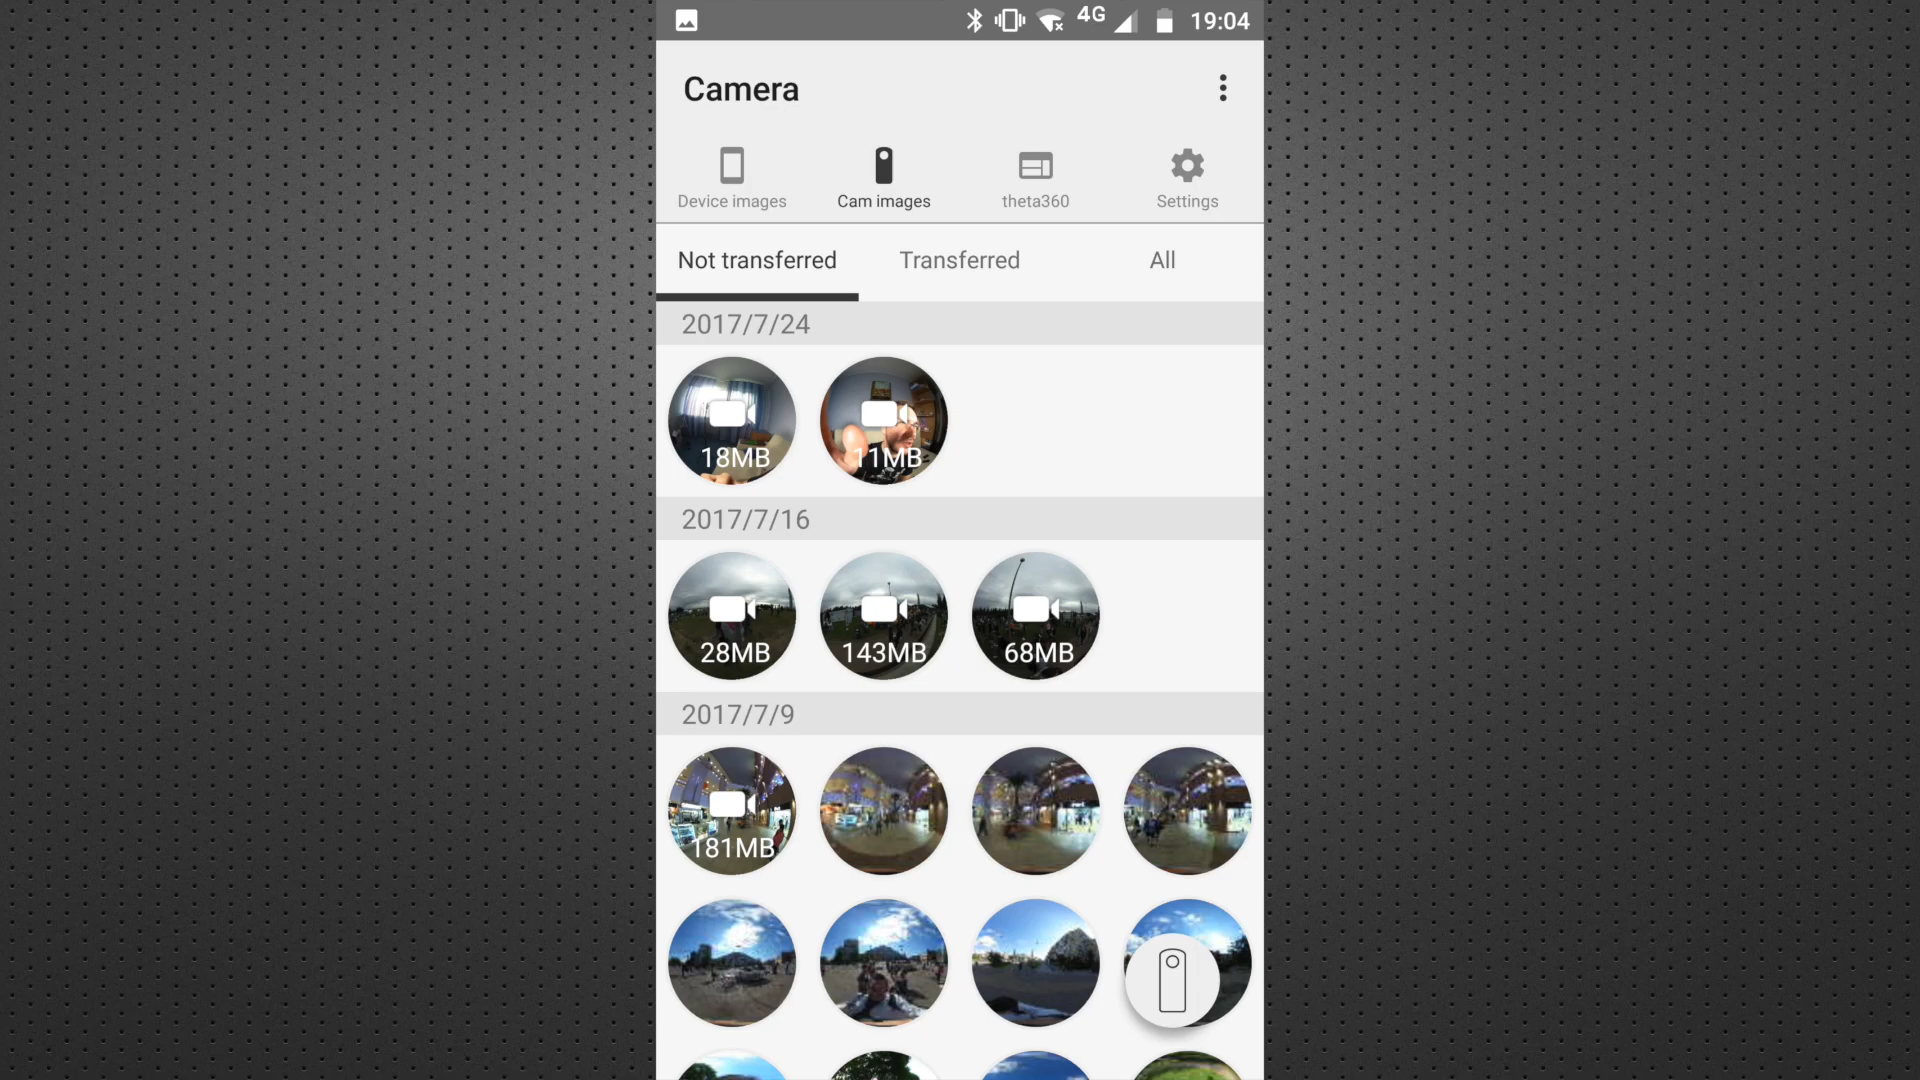 4G 19:04
Camera
Device images Cam images theta360 Settings
Not transferred Transferred All
2017/7/24
18MB 11MB
2017/7/16
28MB 143MB 68MB
2017/7/9
181MB